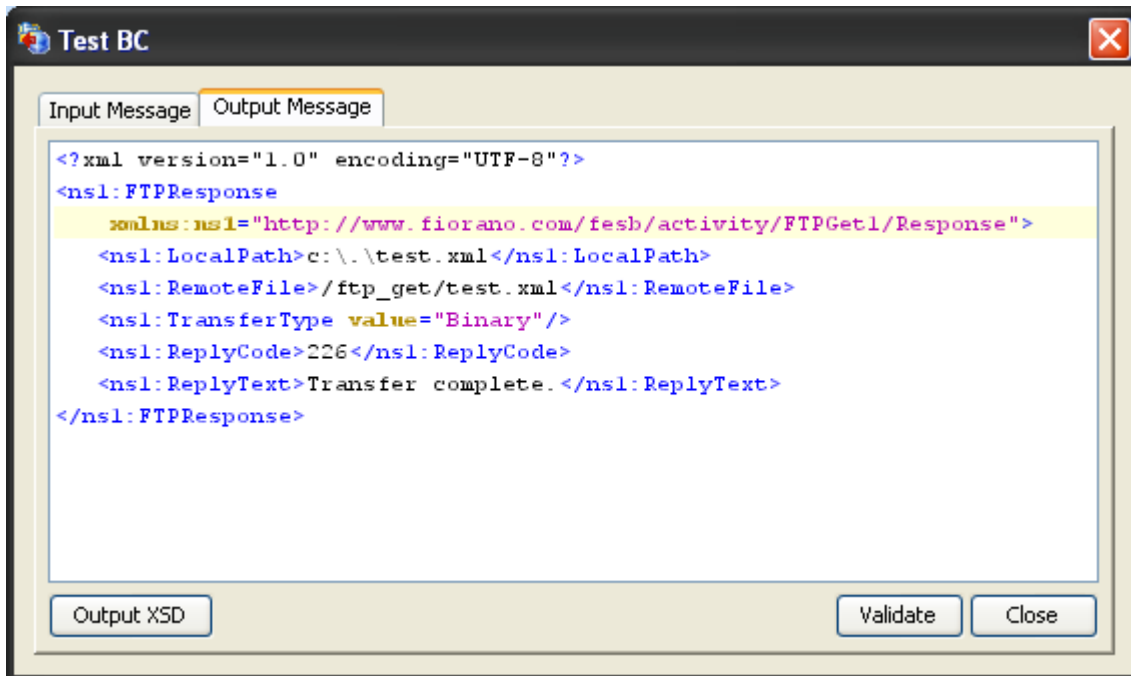 Test BC
Input Message Output Message
<?xml version="1.0" encoding="UTF-8"?>
<ns1:FTPResponse
xmlns:ns1="http://www.fiorano.com/fesb/activity/FTPGet1/Response">
<ns1:LocalPath>c:\.\test.xml</ns1:LocalPath>
<ns1:RemoteFile>/ftp_get/test.xml</ns1:RemoteFile>
<ns1:TransferType value="Binary"/>
<ns1:ReplyCode>226</ns1:ReplyCode>
<ns1:ReplyText>Transfer complete.</ns1:ReplyText>
</ns1:FTPResponse>
Output XSD Validate Close